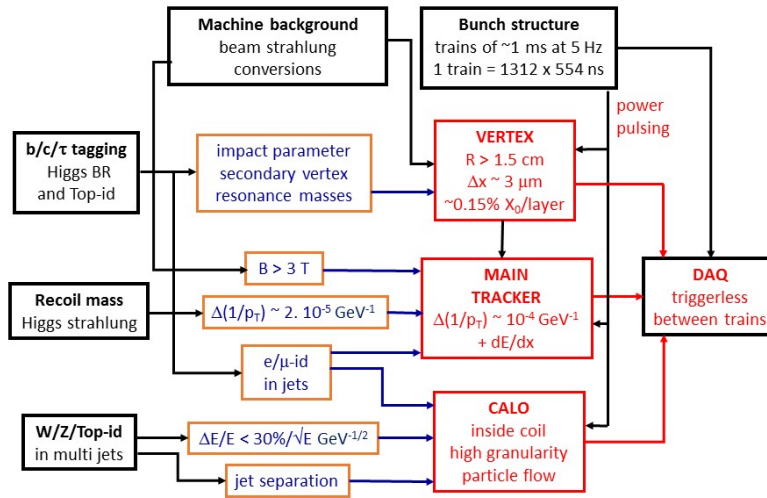 Machine background
beam strahlung
conversions
Bunch structure
trains of ~1 ms at 5 Hz
1 train = 1312 x 554 ns
power
pulsing
b/c/τ tagging
Higgs BR
and Top-id
impact parameter
secondary vertex
resonance masses
VERTEX
R > 1.5 cm
Δx ~ 3 μm
~0.15% X₀/layer
B > 3 T
MAIN
TRACKER
Δ(1/p_T) ~ 10⁻⁴ GeV⁻¹
+ dE/dx
DAQ
triggerless
between trains
Recoil mass
Higgs strahlung
Δ(1/p_T) ~ 2. 10⁻⁵ GeV⁻¹
e/μ-id
in jets
W/Z/Top-id
in multi jets
ΔE/E < 30%/√E GeV⁻¹/²
jet separation
CALO
inside coil
high granularity
particle flow